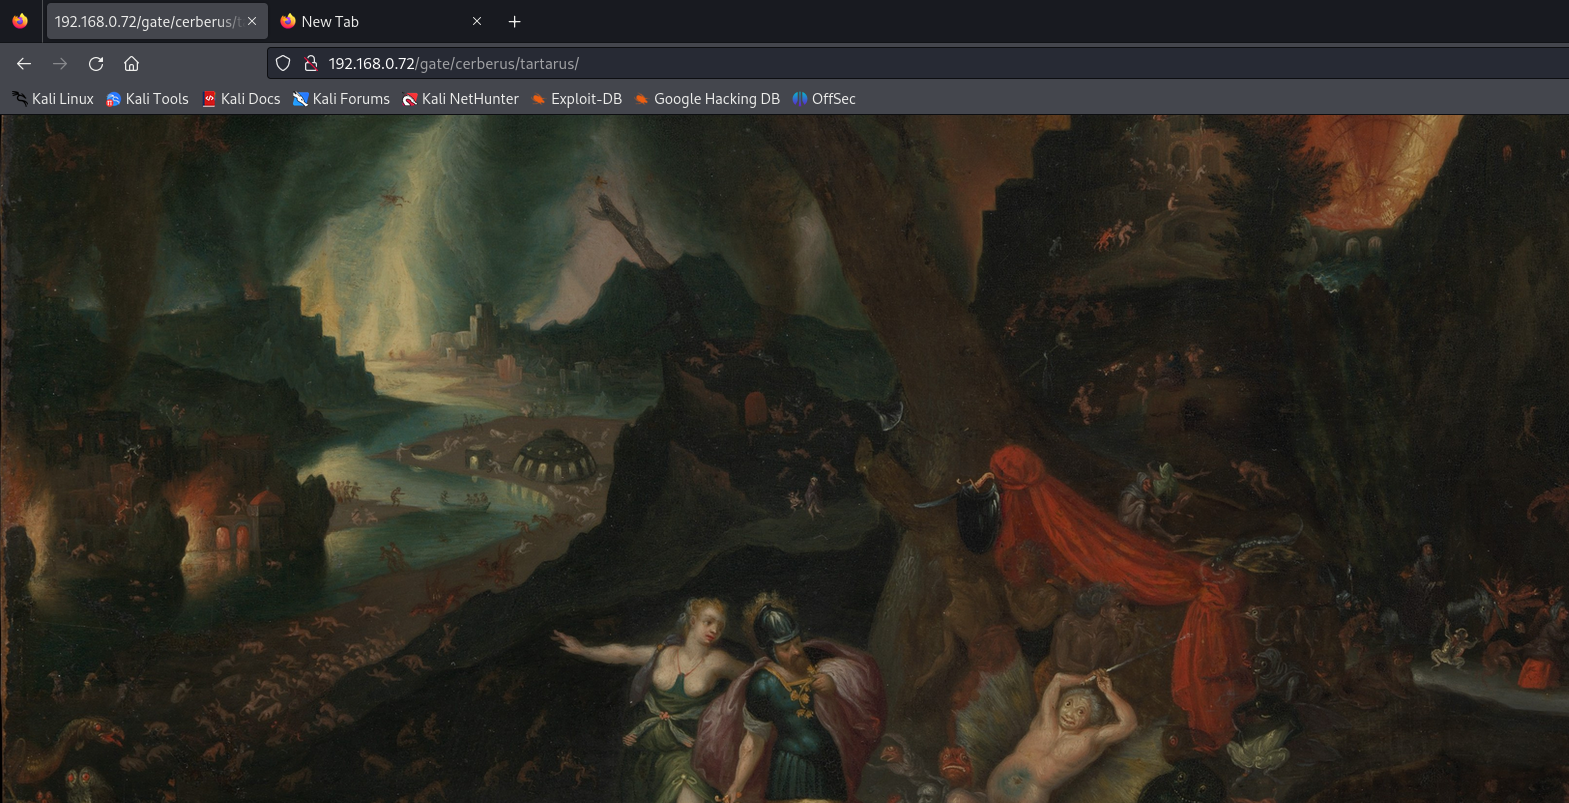 192.168.0.72/gate/cerberus/t
New Tab
192.168.0.72/gate/cerberus/tartarus/
Kali Linux Kali Tools Kali Docs Kali Forums Kali NetHunter Exploit-DB Google Hacking DB OffSec